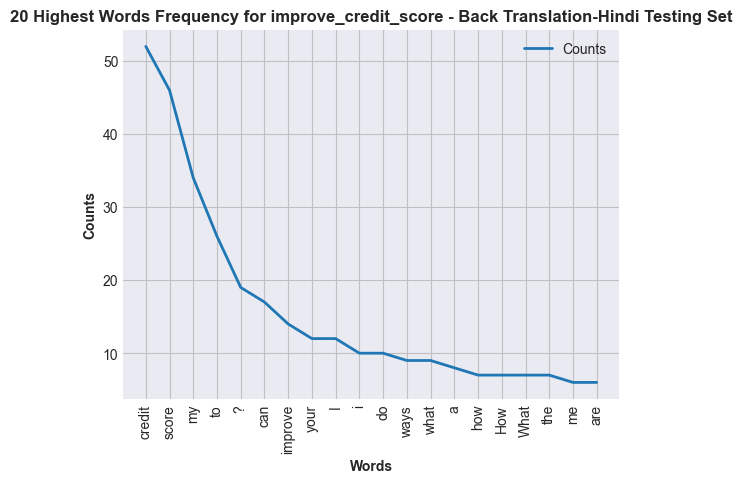 20 Highest Words Frequency for improve_credit_score - Back Translation-Hindi Testing Set
Counts
50
40
30
20
10
Counts
credit
score
my
to
?
can
improve
your
I
i
do
ways
what
a
how
How
What
the
me
are
Words